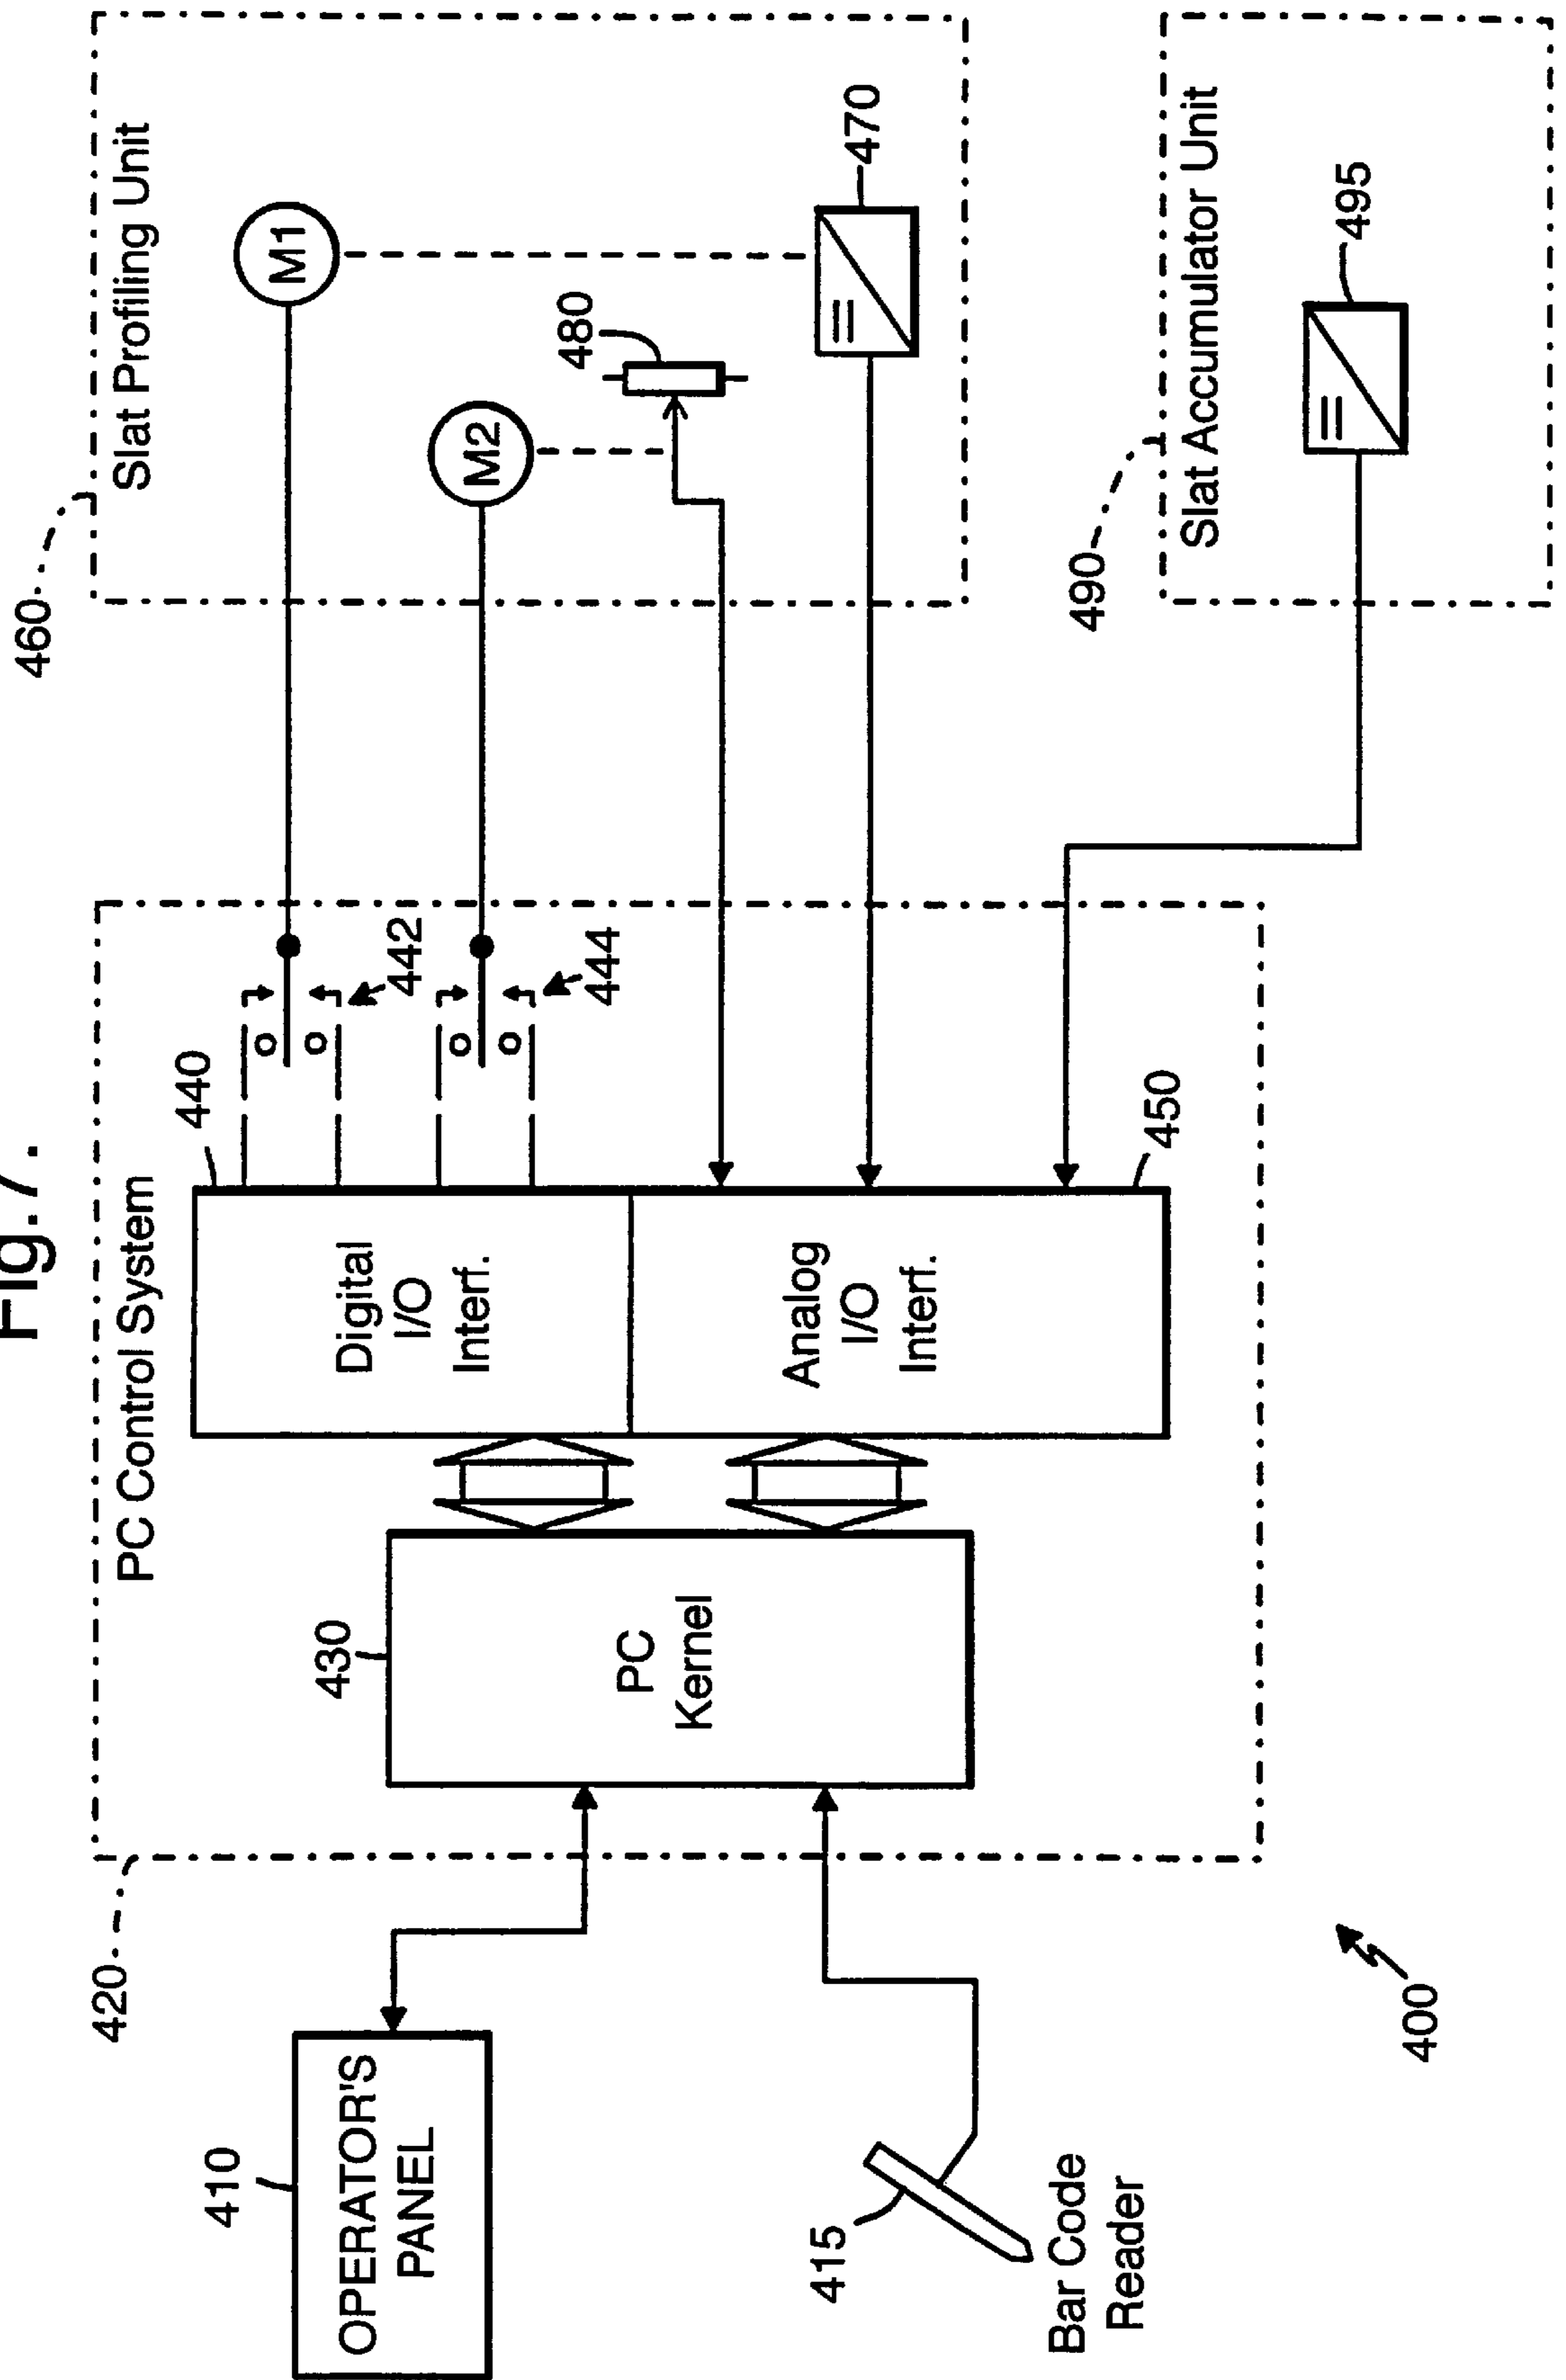 Fig.7.
PC Control System
Slat Profiling Unit
Slat Accumulator Unit
OPERATOR'S
PANEL
Bar Code
Reader
PC
Kernel
Digital
I/O
Interf.
Analog
I/O
Interf.
M1
M2
400
410
415
420
430
440
442
444
450
460
470
480
490
495